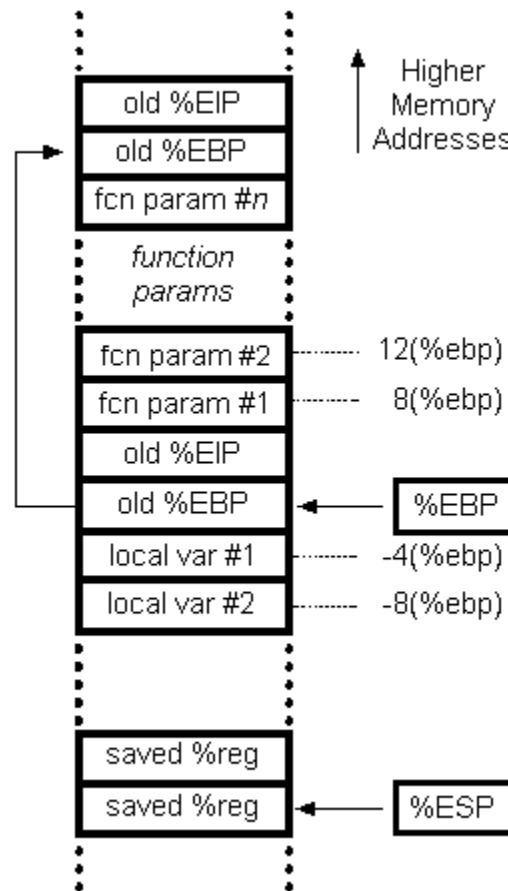 old %EIP
Higher
Memory
Addresses
old %EBP
fcn param #n
function
params
fcn param #2
12(%ebp)
fcn param #1
8(%ebp)
old %EIP
old %EBP
%EBP
local var #1
-4(%ebp)
local var #2
-8(%ebp)
saved %reg
saved %reg
%ESP